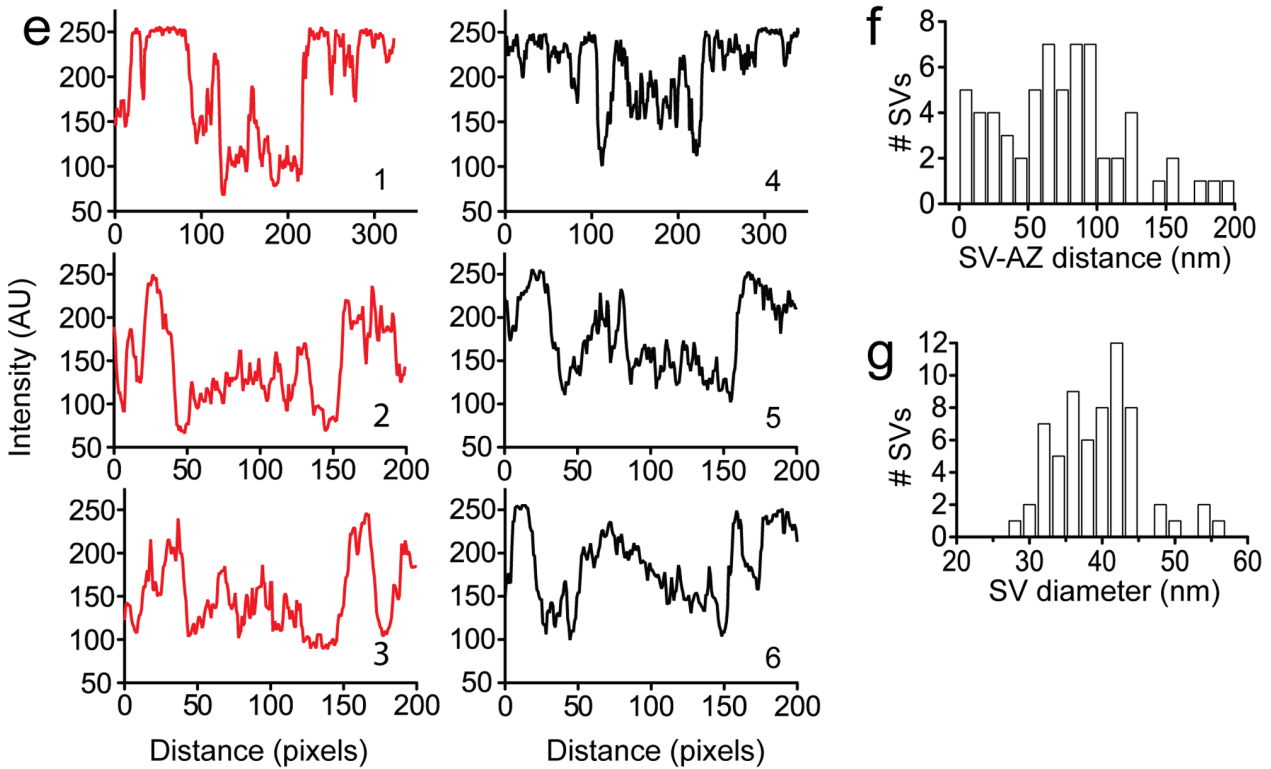 e
Intensity (AU)
250
200
150
100
50
0 100 200 300
1
250
200
150
100
50
0 100 200 300
4
250
200
150
100
50
0 50 100 150 200
2
250
200
150
100
50
0 50 100 150 200
5
250
200
150
100
50
0 50 100 150 200
3
Distance (pixels)
250
200
150
100
50
0 50 100 150 200
6
Distance (pixels)
f
# SVs
8
6
4
2
0
0 50 100 150 200
SV-AZ distance (nm)
g
# SVs
12
10
8
6
4
2
0
20 30 40 50 60
SV diameter (nm)